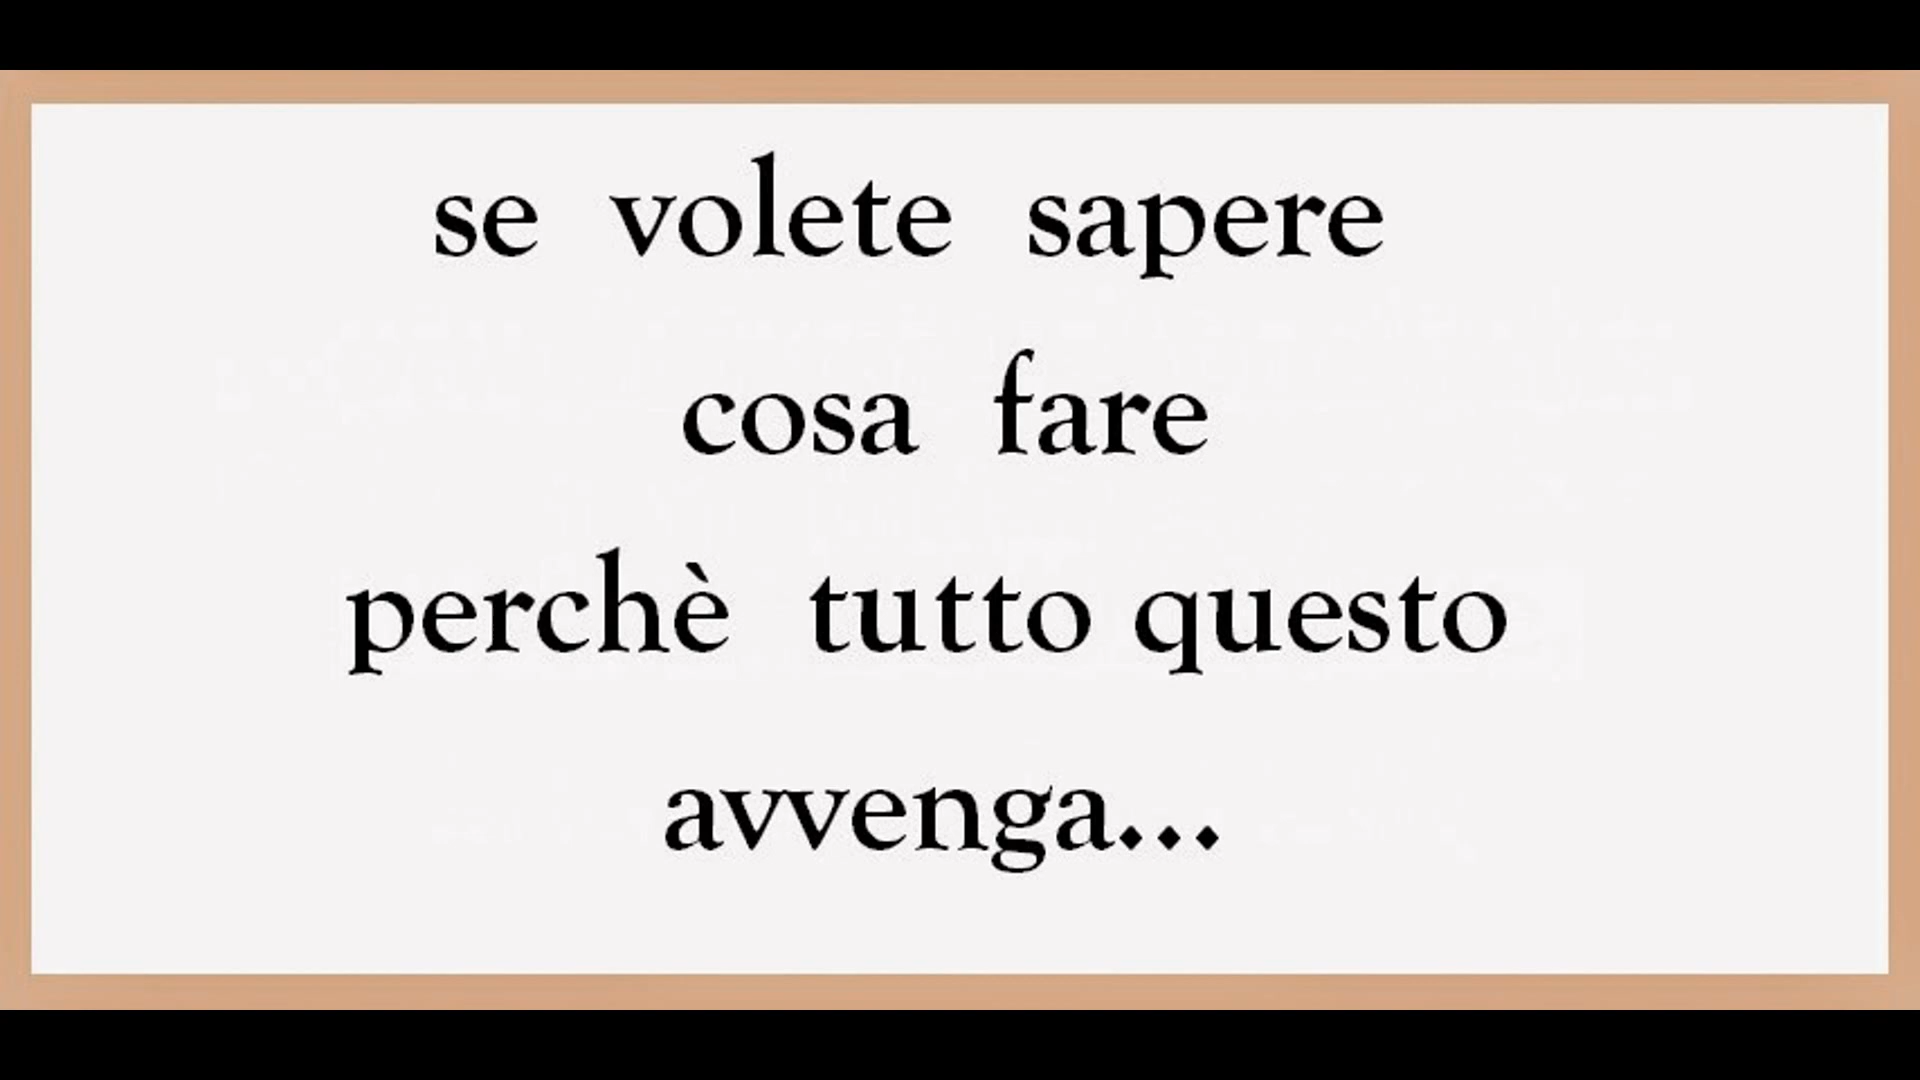 se volete sapere
cosa fare
perchè tutto questo
avvenga...